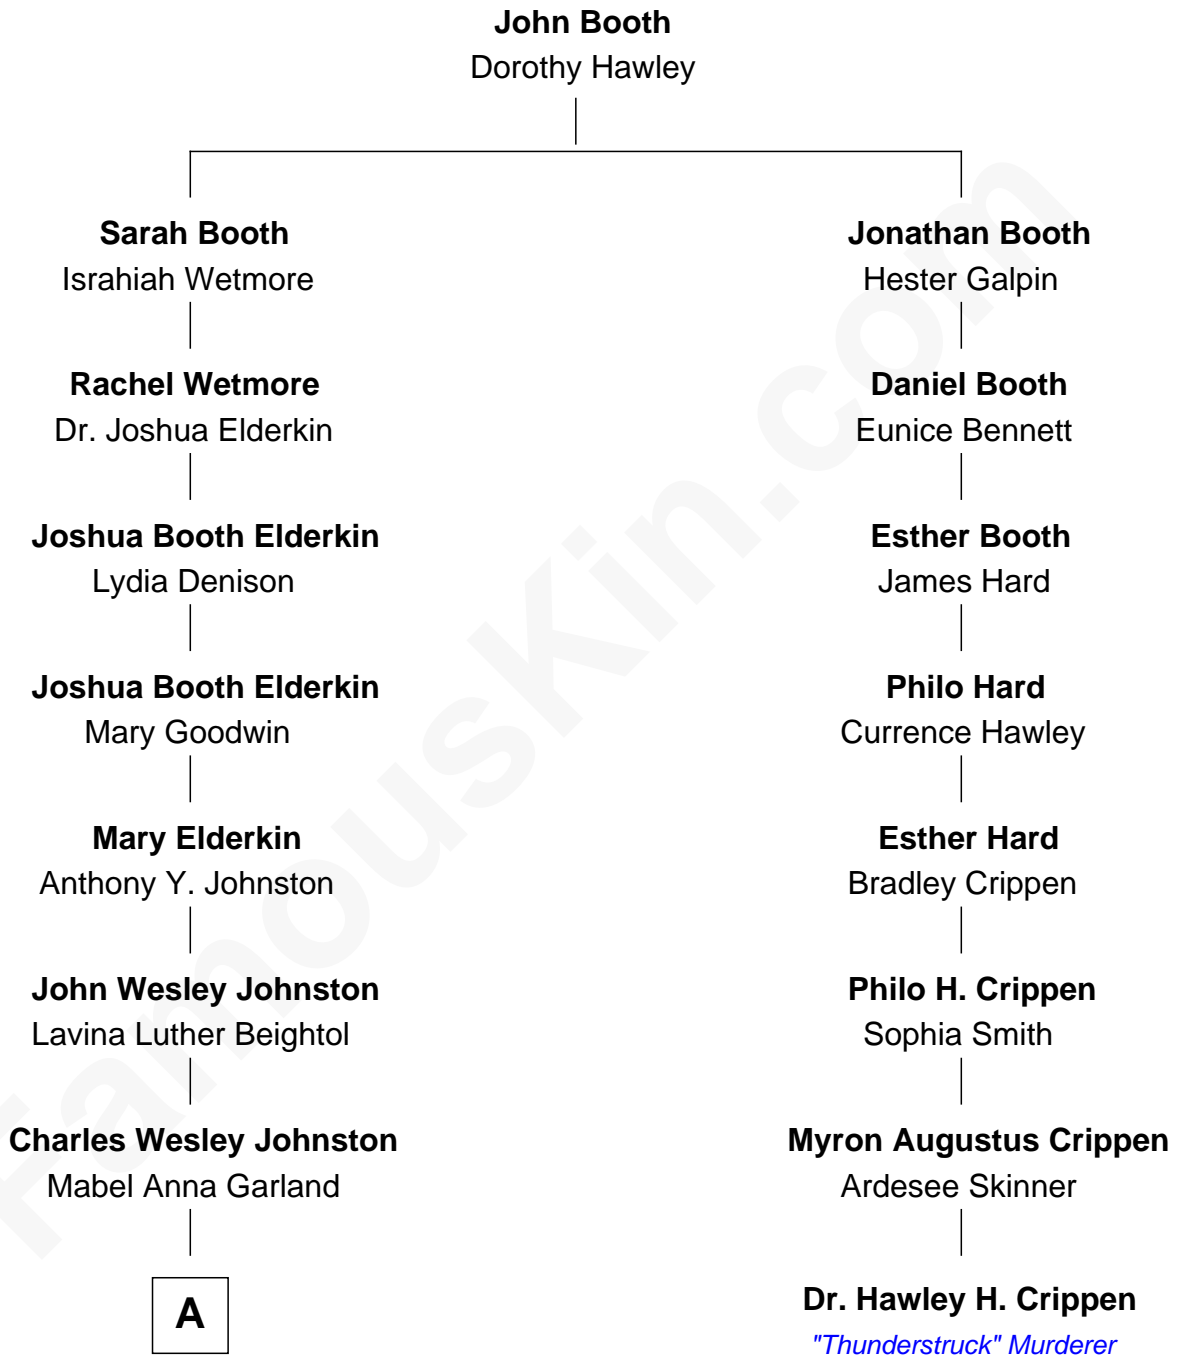 John Booth
Dorothy Hawley
Sarah Booth
Israhiah Wetmore
Jonathan Booth
Hester Galpin
Rachel Wetmore
Dr. Joshua Elderkin
Daniel Booth
Eunice Bennett
Joshua Booth Elderkin
Lydia Denison
Esther Booth
James Hard
Joshua Booth Elderkin
Mary Goodwin
Philo Hard
Currence Hawley
Mary Elderkin
Anthony Y. Johnston
Esther Hard
Bradley Crippen
John Wesley Johnston
Lavina Luther Beightol
Philo H. Crippen
Sophia Smith
Charles Wesley Johnston
Mabel Anna Garland
Myron Augustus Crippen
Ardesee Skinner
A
Dr. Hawley H. Crippen
"Thunderstruck" Murderer
FamousKin.com